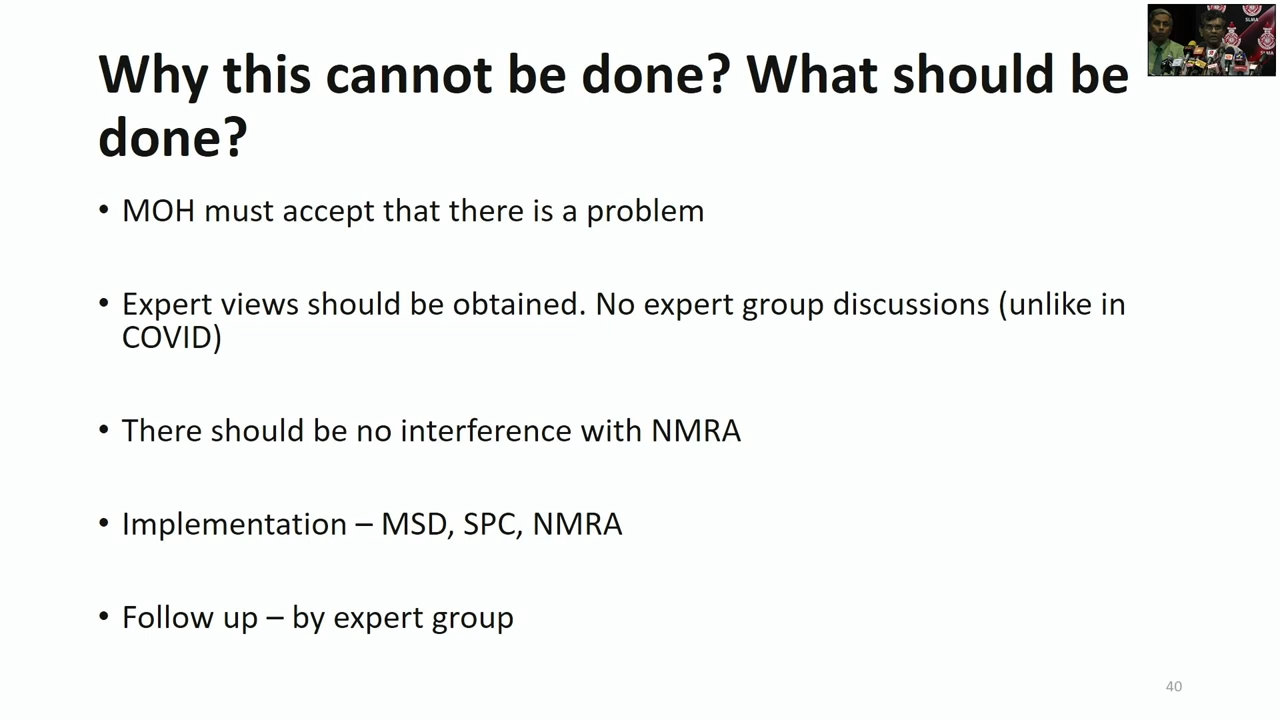 Why this cannot be done? What should be
done?
• MOH must accept that there is a problem
• Expert views should be obtained. No expert group discussions (unlike in
COVID)
• There should be no interference with NMRA
• Implementation – MSD, SPC, NMRA
• Follow up – by expert group
40
SLMA
SLMA